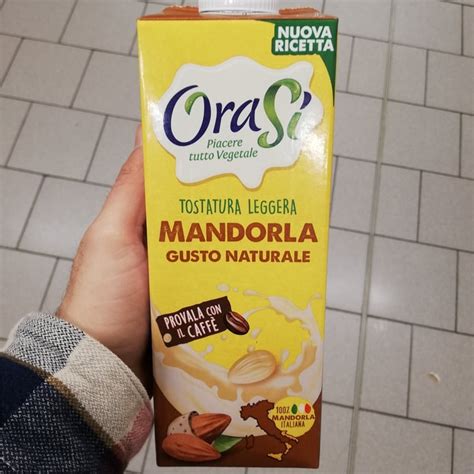 NUOVA
RICETTA
OraSì
Piacere
tutto Vegetale
TOSTATURA LEGGERA
MANDORLA
GUSTO NATURALE
PROVALA CON
IL CAFFÈ
100%
MANDORLA
ITALIANA